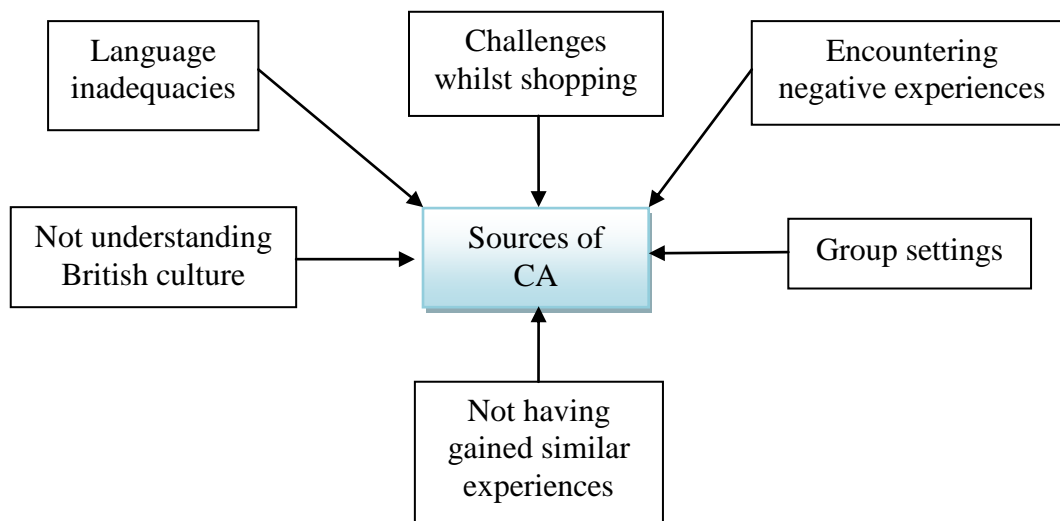 Language
inadequacies
Challenges
whilst shopping
Encountering
negative experiences
Not understanding
British culture
Sources of
CA
Group settings
Not having
gained similar
experiences